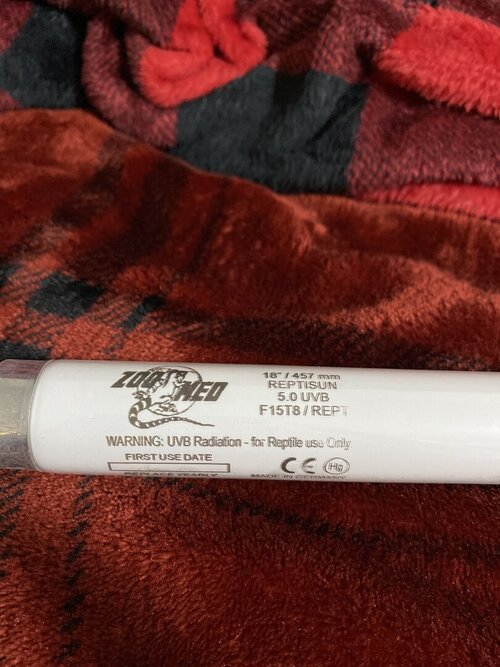 ZOO MED
18" / 457 mm
REPTISUN
5.0 UVB
F15T8 / REPT
WARNING: UVB Radiation - for Reptile use Only
FIRST USE DATE
REPLACE YEARLY
CE Hg
MADE IN GERMANY